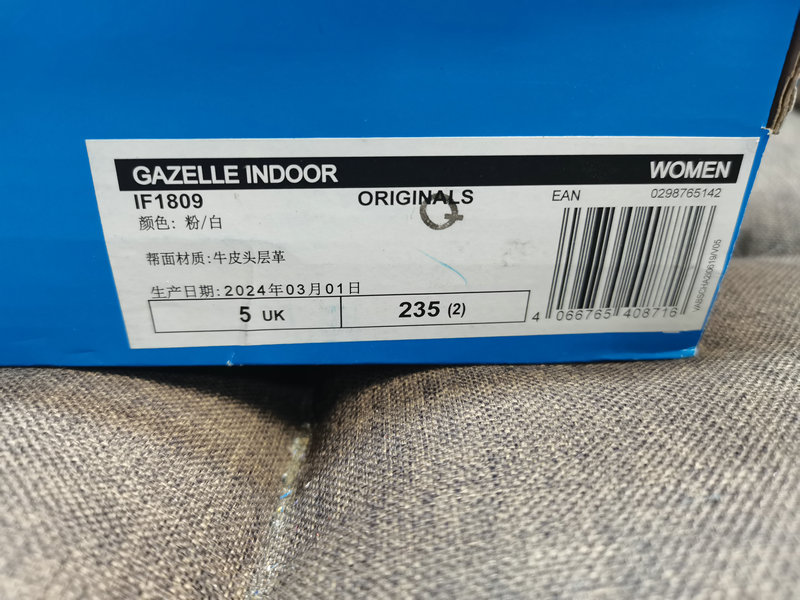 GAZELLE INDOOR WOMEN
IF1809 ORIGINALS EAN 0298765142
Q
颜色: 粉/白
帮面材质:牛皮头层革
生产日期:2024年03月01日
5 UK 235 (2)
4 066765 408716